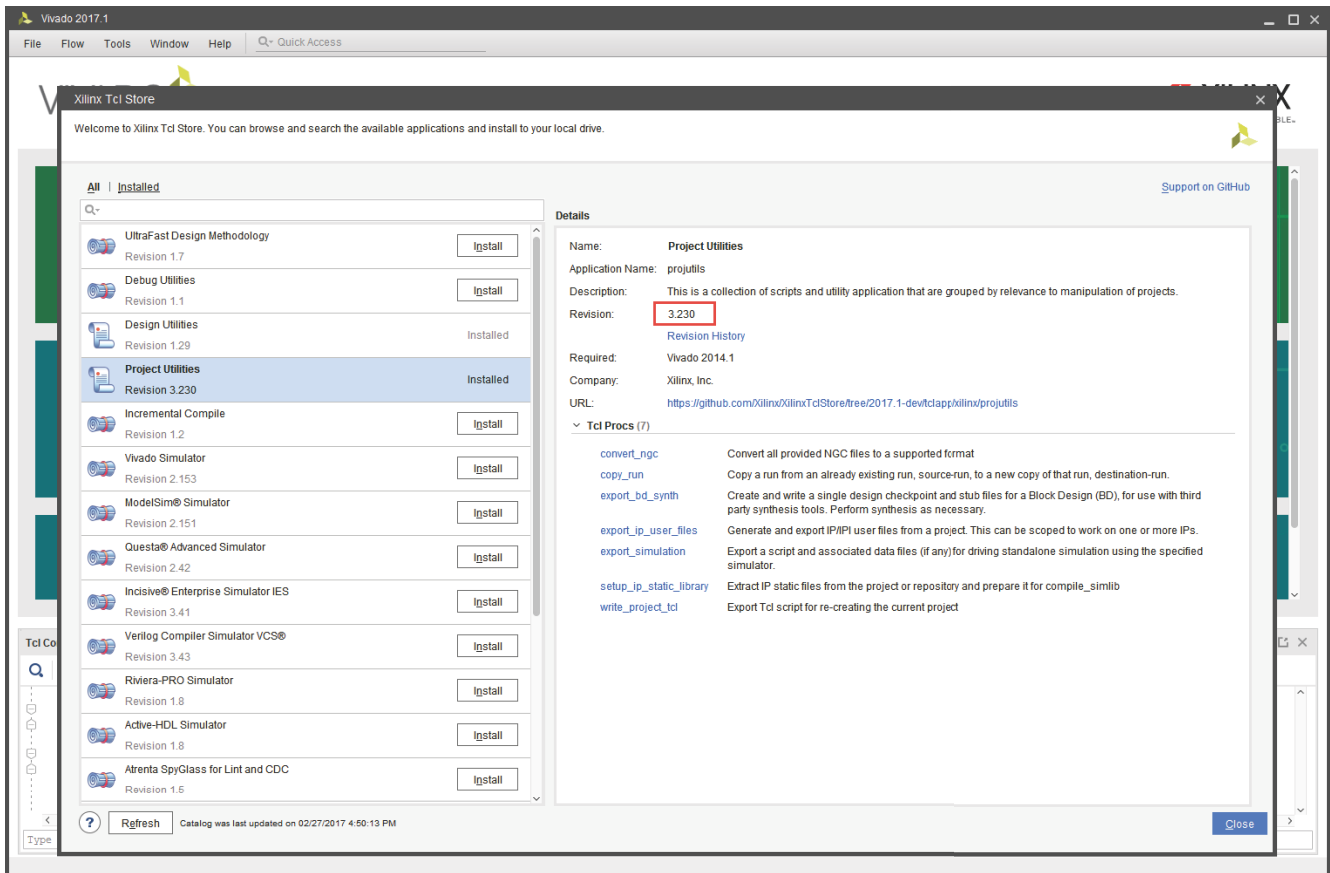 Vivado 2017.1
File Flow Tools Window Help Quick Access
Xilinx Tcl Store
Welcome to Xilinx Tcl Store. You can browse and search the available applications and install to your local drive.
All | Installed
Support on GitHub
UltraFast Design Methodology
Revision 1.7
Install
Debug Utilities
Revision 1.1
Install
Design Utilities
Revision 1.29
Installed
Project Utilities
Revision 3.230
Installed
Incremental Compile
Revision 1.2
Install
Vivado Simulator
Revision 2.153
Install
ModelSim® Simulator
Revision 2.151
Install
Questa® Advanced Simulator
Revision 2.42
Install
Incisive® Enterprise Simulator IES
Revision 3.41
Install
Verilog Compiler Simulator VCS®
Revision 3.43
Install
Riviera-PRO Simulator
Revision 1.8
Install
Active-HDL Simulator
Revision 1.8
Install
Atrenta SpyGlass for Lint and CDC
Revision 1.5
Install
Details
Name: Project Utilities
Application Name: projutils
Description: This is a collection of scripts and utility application that are grouped by relevance to manipulation of projects.
Revision: 3.230
Revision History
Required: Vivado 2014.1
Company: Xilinx, Inc.
URL: https://github.com/Xilinx/XilinxTclStore/tree/2017.1-dev/tclapp/xilinx/projutils
Tcl Procs (7)
convert_ngc Convert all provided NGC files to a supported format
copy_run Copy a run from an already existing run, source-run, to a new copy of that run, destination-run.
export_bd_synth Create and write a single design checkpoint and stub files for a Block Design (BD), for use with third
party synthesis tools. Perform synthesis as necessary.
export_ip_user_files Generate and export IP/IPI user files from a project. This can be scoped to work on one or more IPs.
export_simulation Export a script and associated data files (if any) for driving standalone simulation using the specified
simulator.
setup_ip_static_library Extract IP static files from the project or repository and prepare it for compile_simlib
write_project_tcl Export Tcl script for re-creating the current project
Tcl Co
Type
? Refresh Catalog was last updated on 02/27/2017 4:50:13 PM
Close